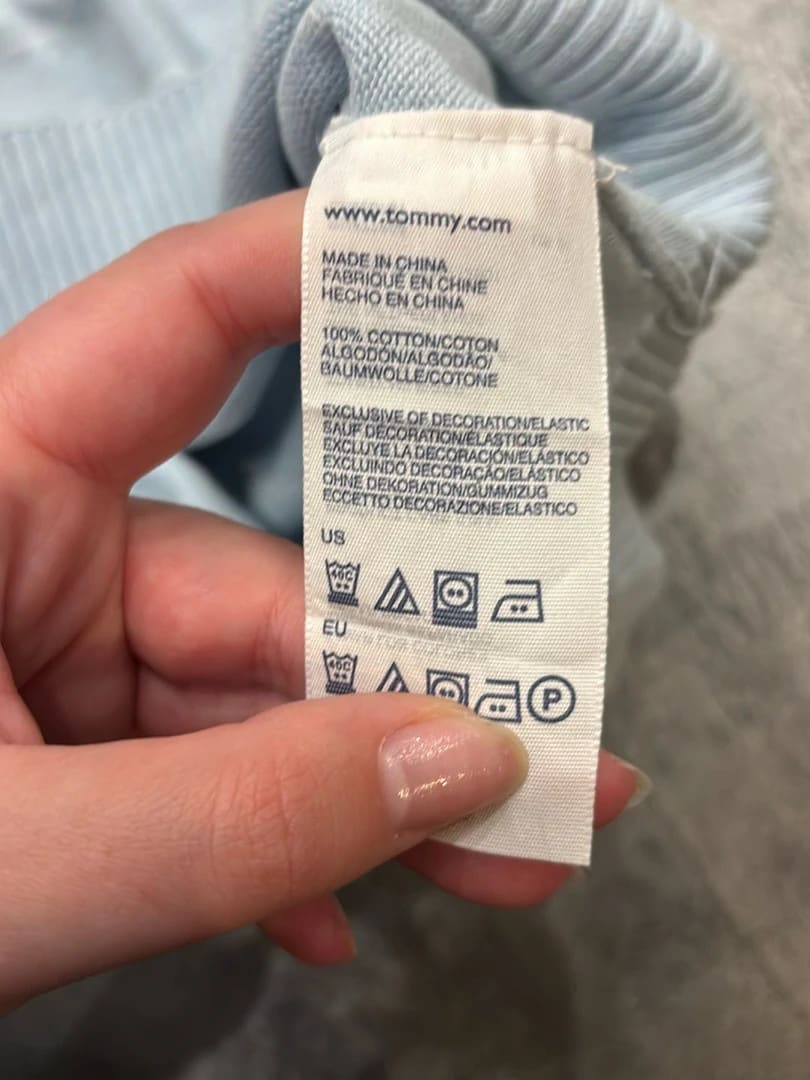 www.tommy.com
MADE IN CHINA
FABRIQUÉ EN CHINE
HECHO EN CHINA
100% COTTON/COTON
ALGODÓN/ALGODÃO/
BAUMWOLLE/COTONE
EXCLUSIVE OF DECORATION/ELASTIC
SAUF DÉCORATION/ÉLASTIQUE
EXCLUYE LA DECORACIÓN/ELÁSTICO
EXCLUINDO DECORAÇÃO/ELÁSTICO
OHNE DEKORATION/GUMMIZUG
ECCETTO DECORAZIONE/ELASTICO
US
40C
EU
40C P